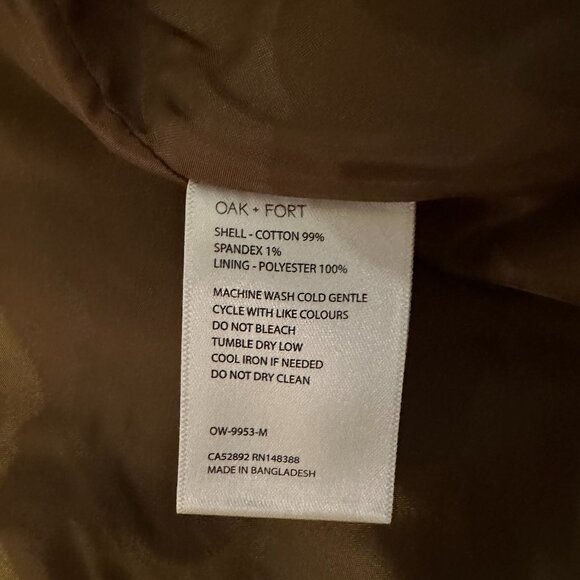 OAK + FORT
SHELL - COTTON 99%
SPANDEX 1%
LINING - POLYESTER 100%
MACHINE WASH COLD GENTLE
CYCLE WITH LIKE COLOURS
DO NOT BLEACH
TUMBLE DRY LOW
COOL IRON IF NEEDED
DO NOT DRY CLEAN
OW-9953-M
CA52892 RN148388
MADE IN BANGLADESH